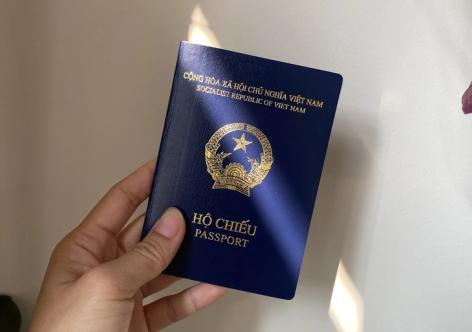 CỘNG HÒA XÃ HỘI CHỦ NGHĨA VIỆT NAM
SOCIALIST REPUBLIC OF VIET NAM
HỘ CHIẾU
PASSPORT